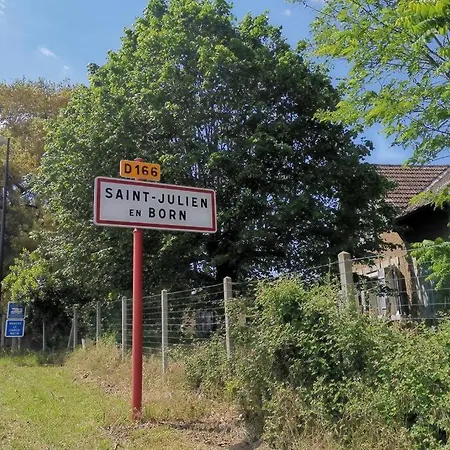 D166
SAINT-JULIEN
EN BORN